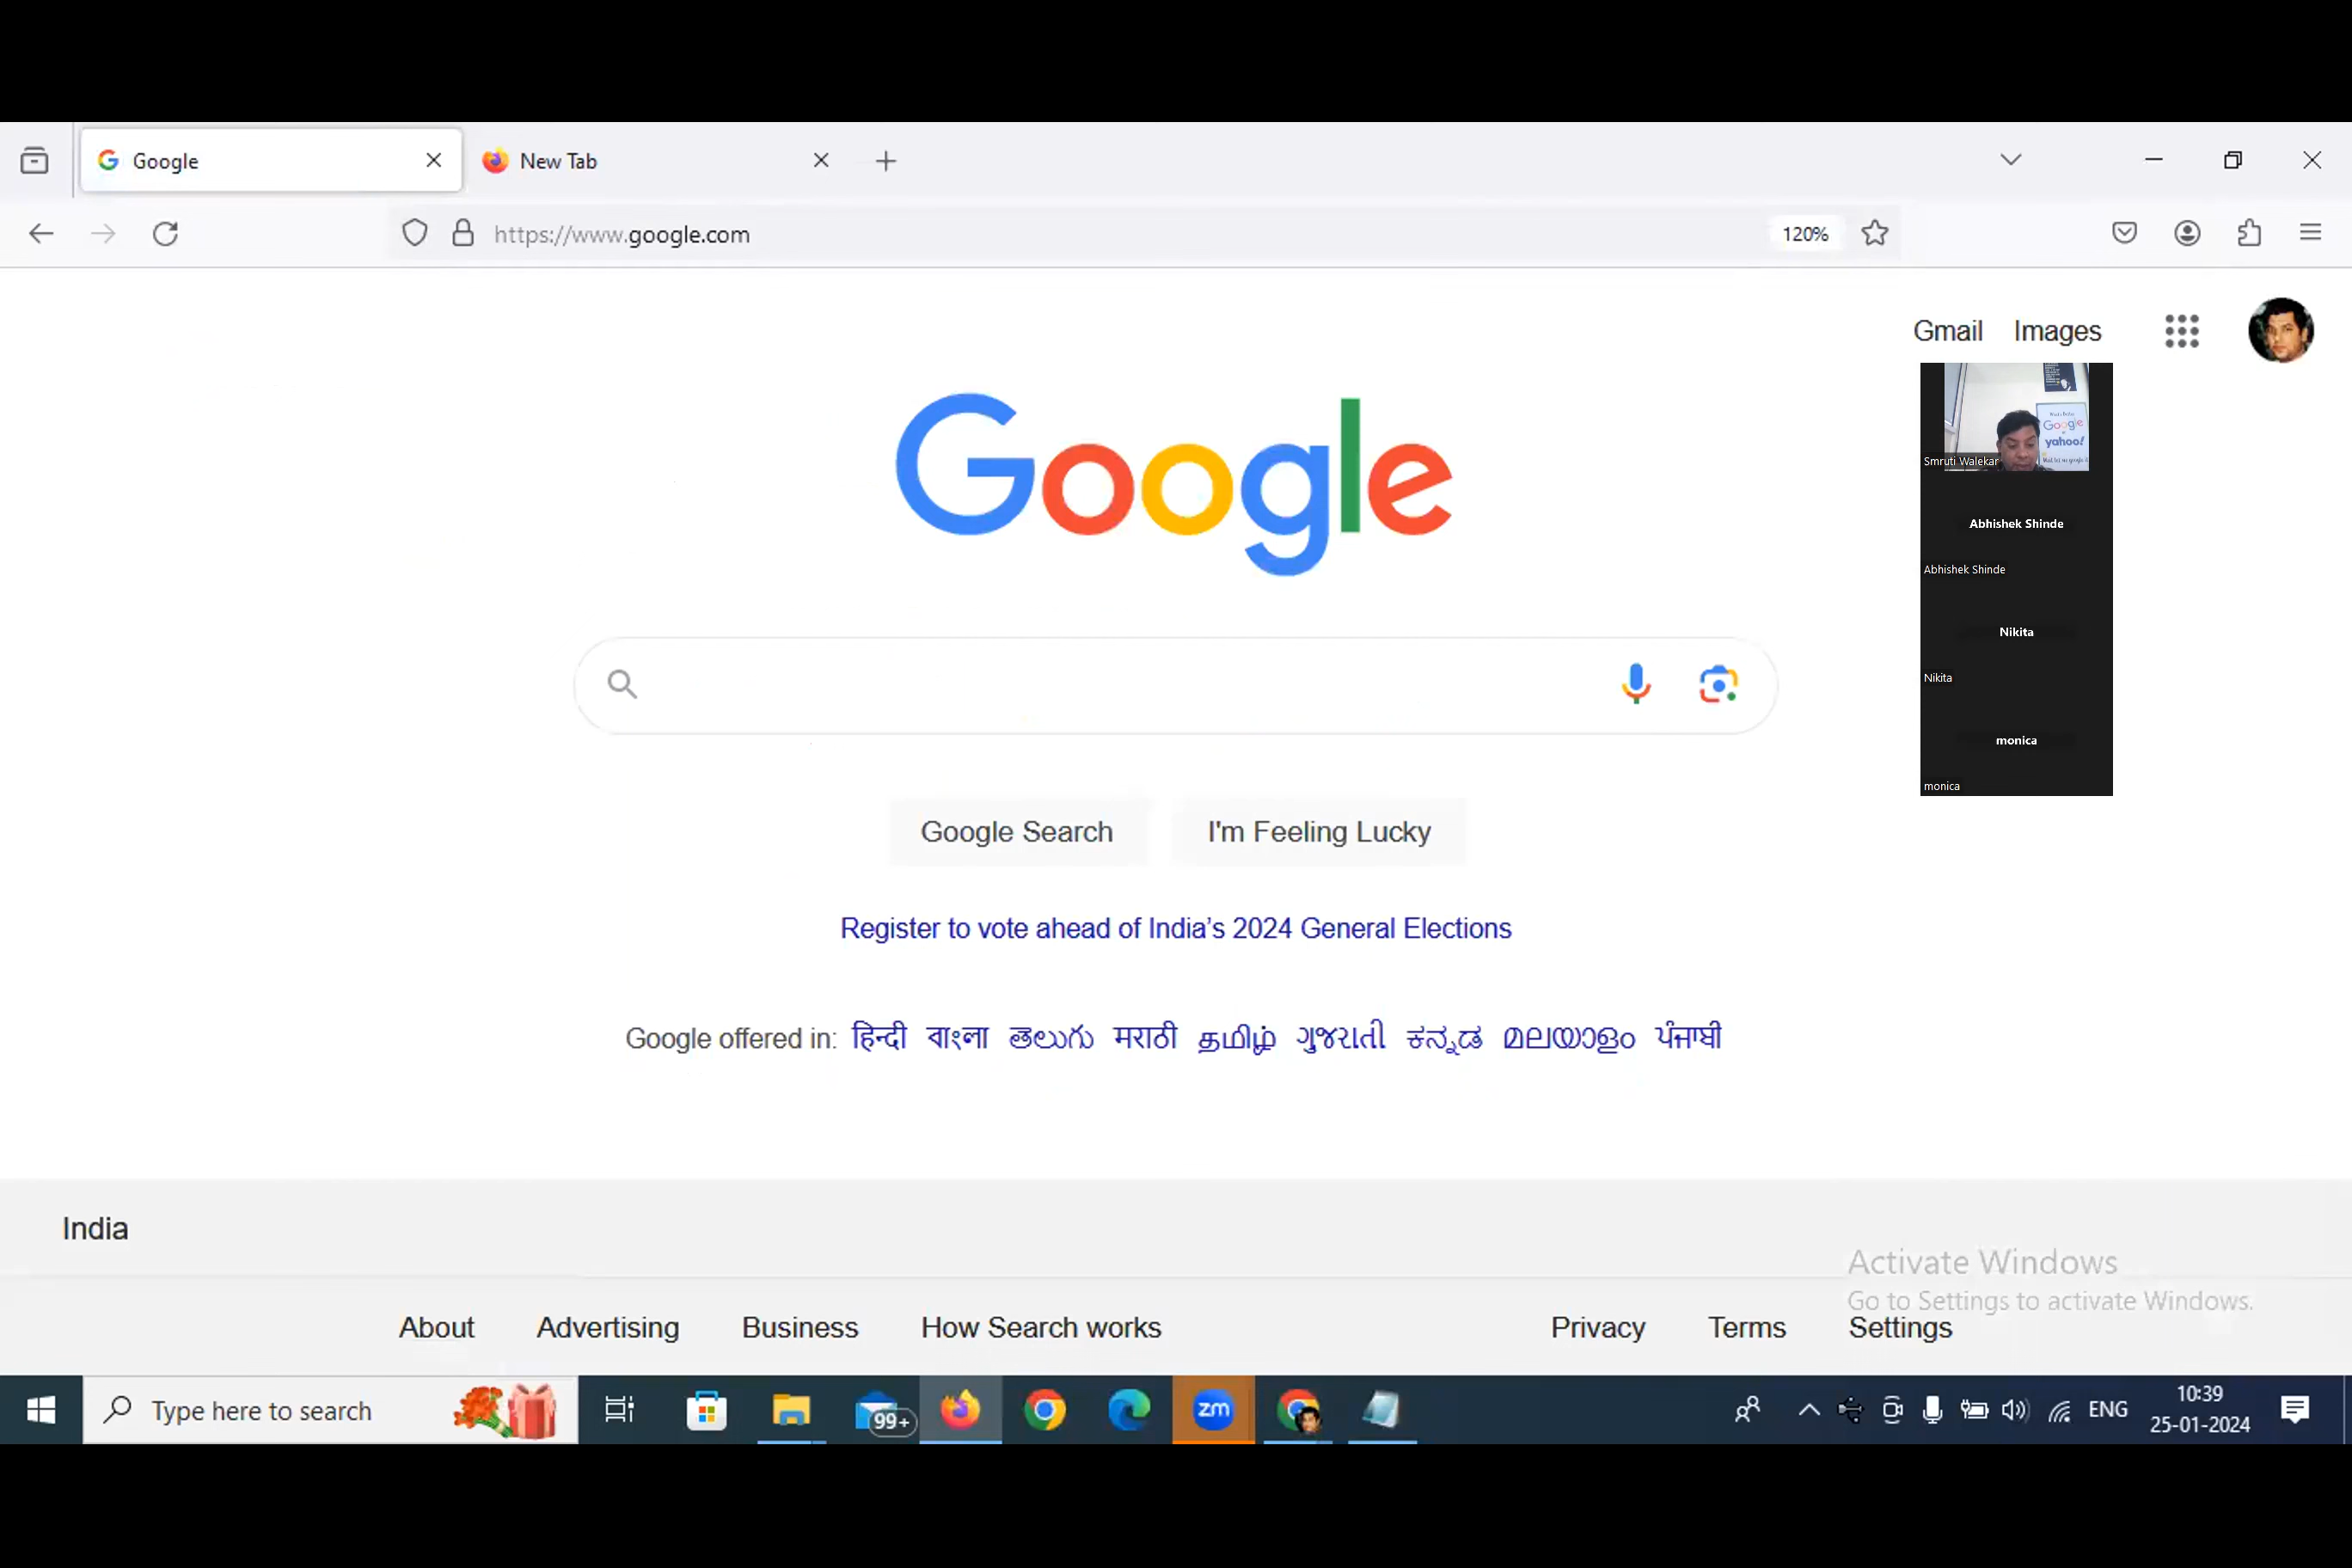 Google
New Tab
https://www.google.com
120%
Gmail Images
Google
Google
yahoo!
Smruti Walekar
Abhishek Shinde
Abhishek Shinde
Nikita
Nikita
monica
monica
Google Search I'm Feeling Lucky
Register to vote ahead of India's 2024 General Elections
Google offered in: हिन्दी বাংলা తెలుగు मराठी தமிழ் ગુજરાતી ಕನ್ನಡ മലയാളം ਪੰਜਾਬੀ
India
Activate Windows
Go to Settings to activate Windows.
About Advertising Business How Search works Privacy Terms Settings
Type here to search
99+
zm
ENG
10:39
25-01-2024